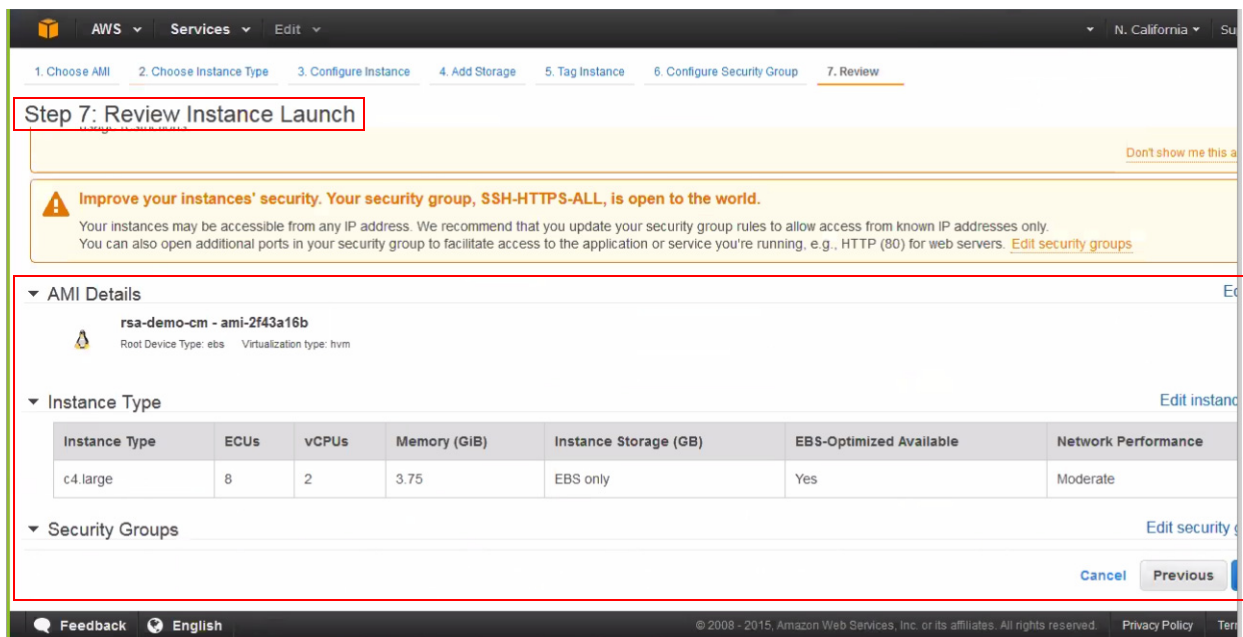 AWS Services Edit N. California
1. Choose AMI 2. Choose Instance Type 3. Configure Instance 4. Add Storage 5. Tag Instance 6. Configure Security Group 7. Review
Step 7: Review Instance Launch
Don't show me this
Improve your instances' security. Your security group, SSH-HTTPS-ALL, is open to the world.
Your instances may be accessible from any IP address. We recommend that you update your security group rules to allow access from known IP addresses only.
You can also open additional ports in your security group to facilitate access to the application or service you're running, e.g., HTTP (80) for web servers. Edit security groups
AMI Details
rsa-demo-cm - ami-2f43a16b
Root Device Type: ebs Virtualization type: hvm
Instance Type Edit
Instance Type ECUs vCPUs Memory (GiB) Instance Storage (GB) EBS-Optimized Available Network Performance
c4.large 8 2 3.75 EBS only Yes Moderate
Security Groups Edit security
Cancel Previous
Feedback English © 2008 - 2015, Amazon Web Services, Inc. or its affiliates. All rights reserved. Privacy Policy